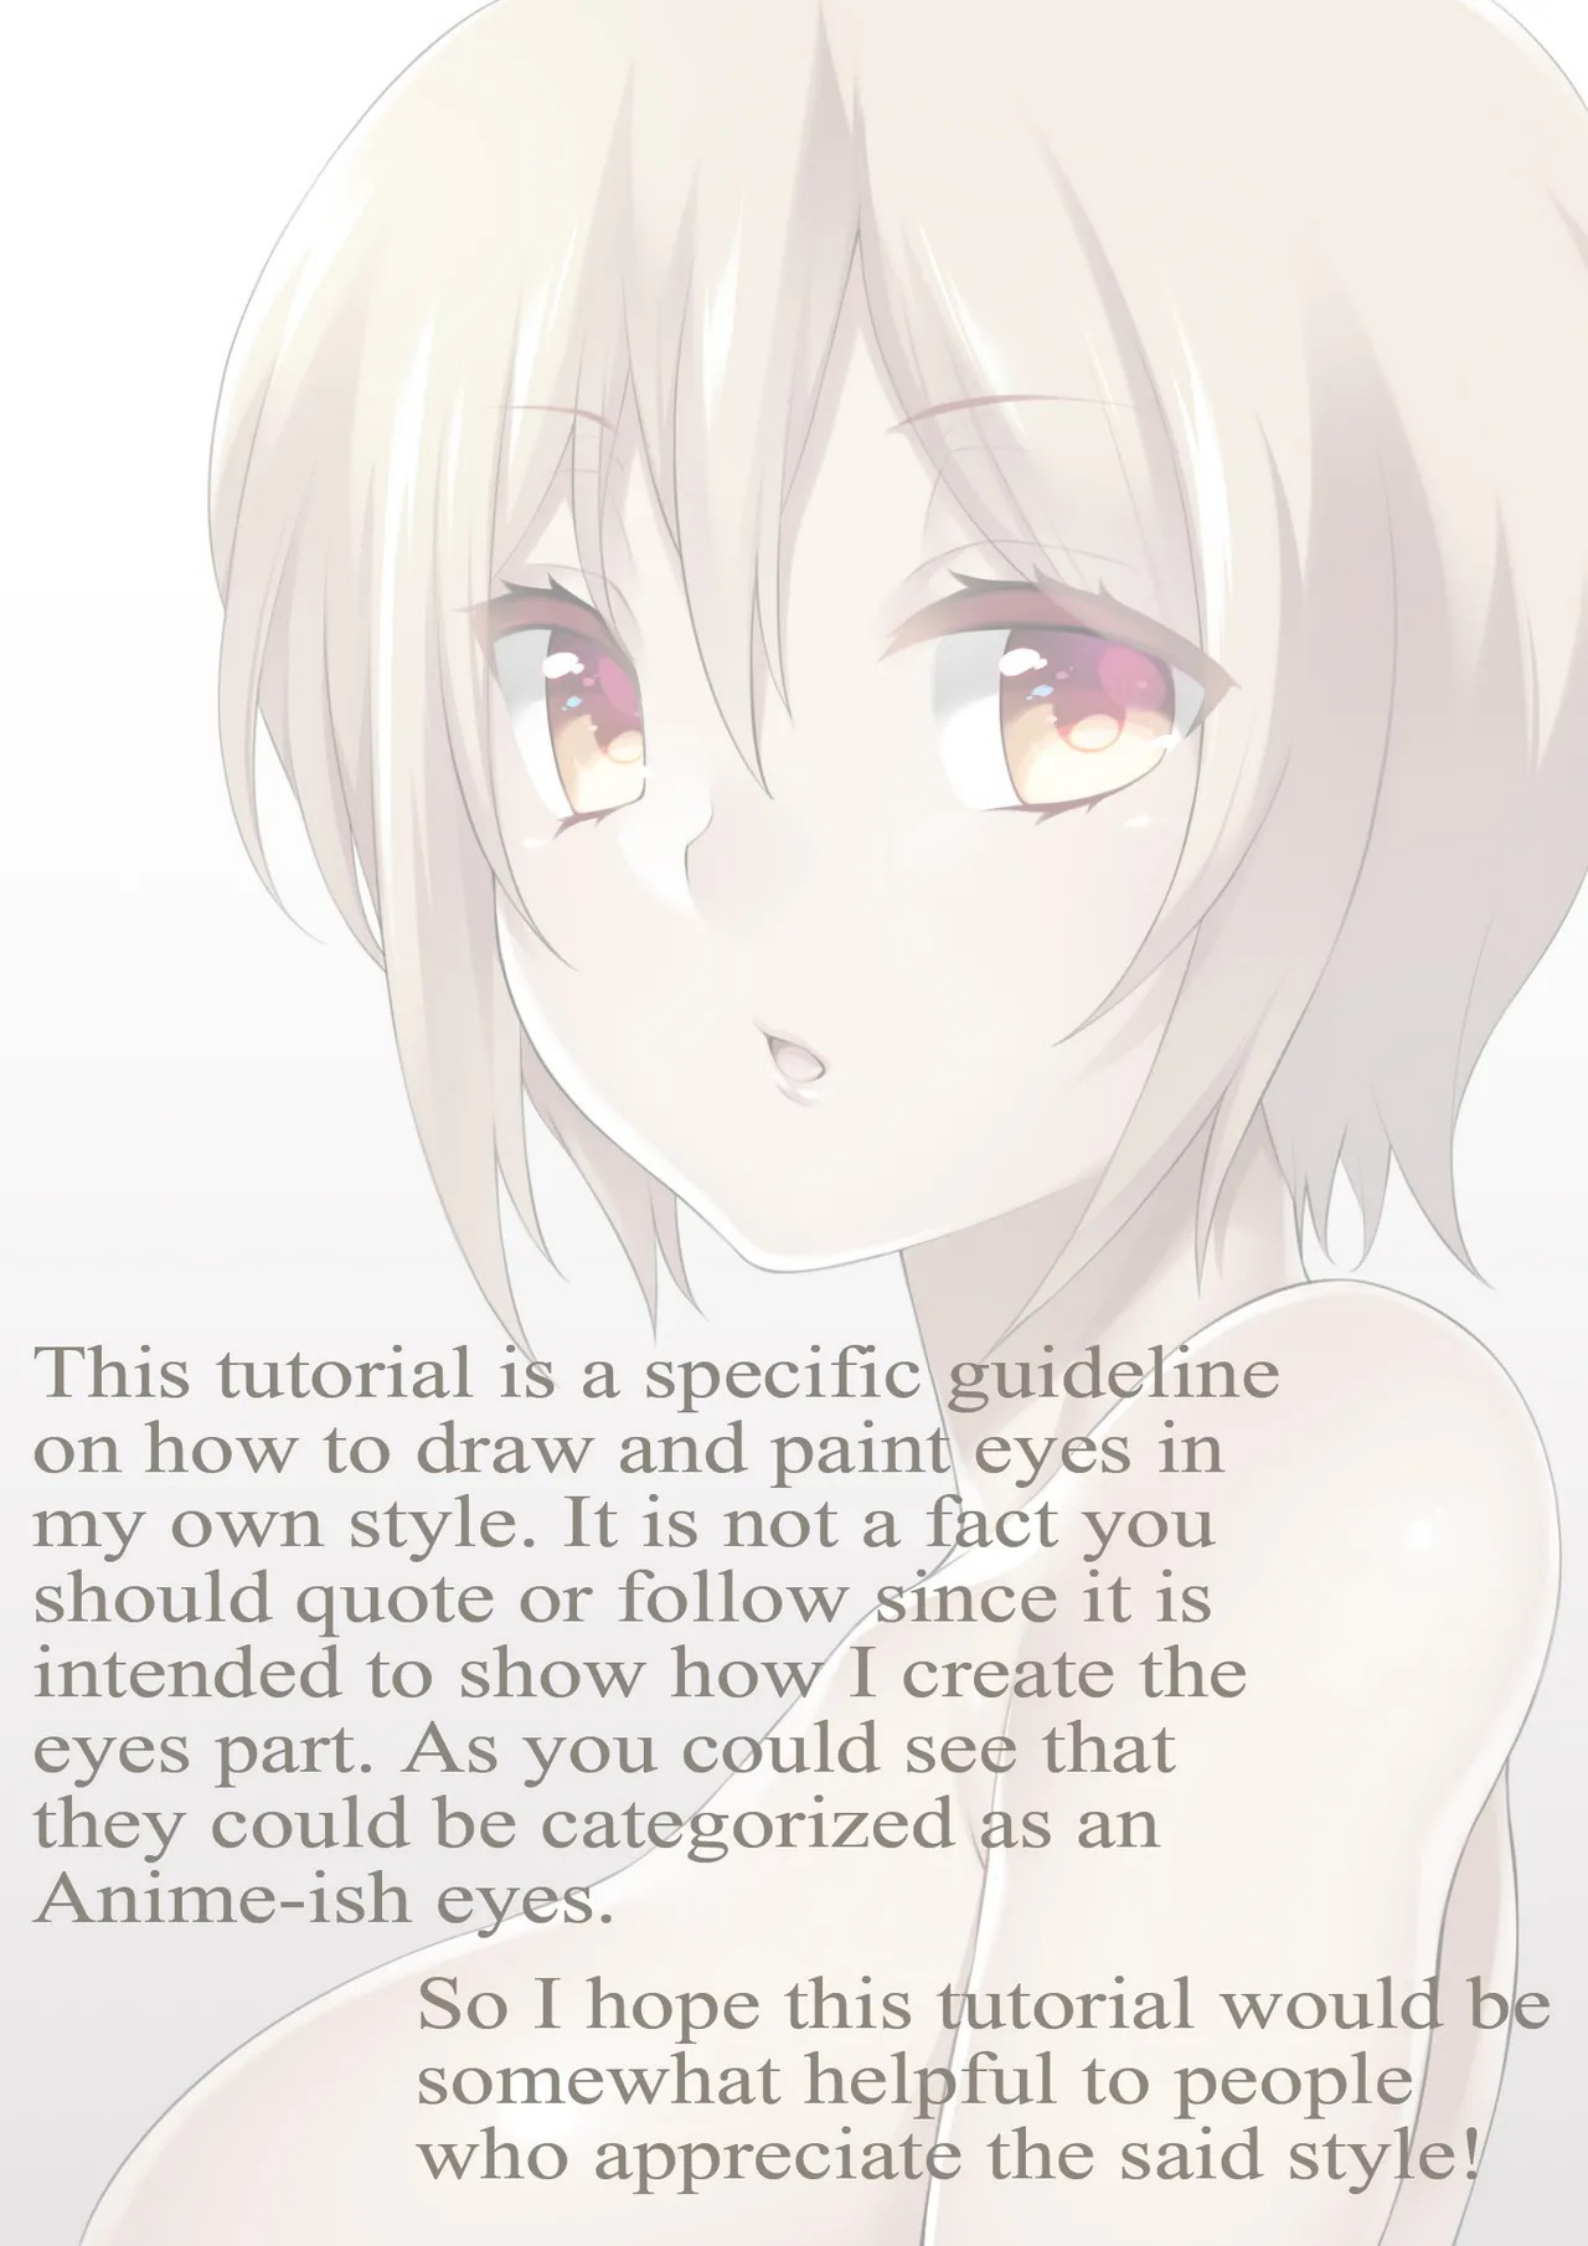 This tutorial is a specific guideline
on how to draw and paint eyes in
my own style. It is not a fact you
should quote or follow since it is
intended to show how I create the
eyes part. As you could see that
they could be categorized as an
Anime-ish eyes.
So I hope this tutorial would be
somewhat helpful to people
who appreciate the said style!